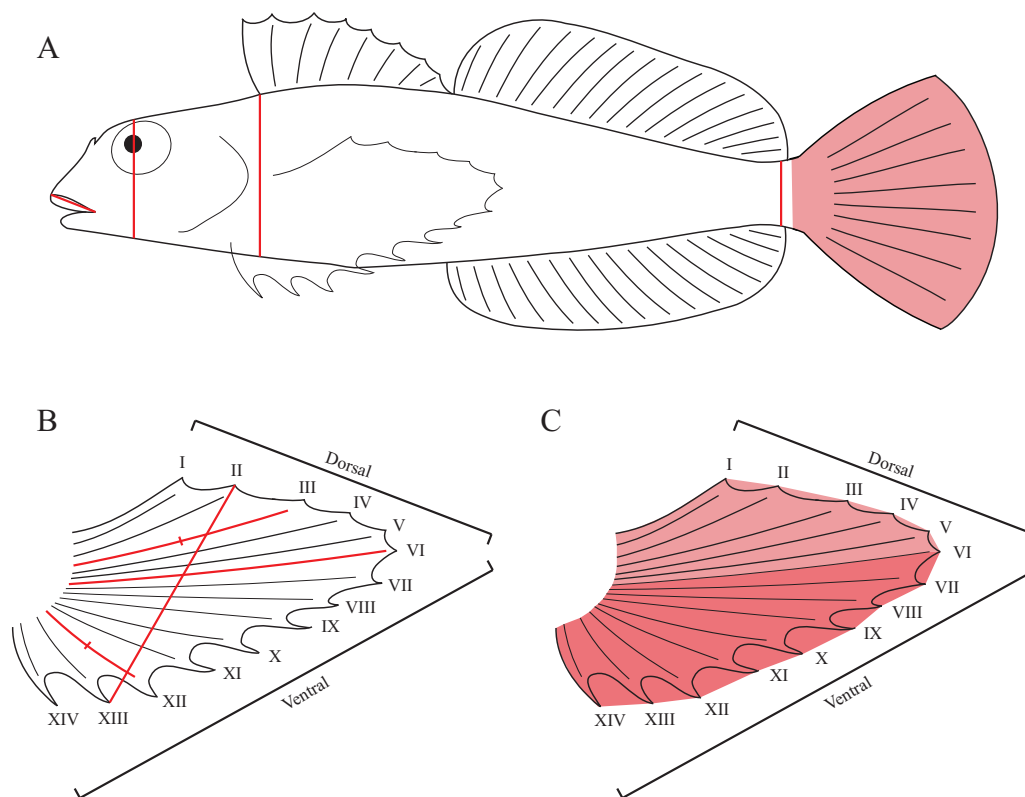 A
B
Dorsal
I
II
III
IV
V
VI
VII
VIII
IX
X
XI
XII
XIII
XIV
Ventral
C
Dorsal
I
II
III
IV
V
VI
VII
VIII
IX
X
XI
XII
XIII
XIV
Ventral